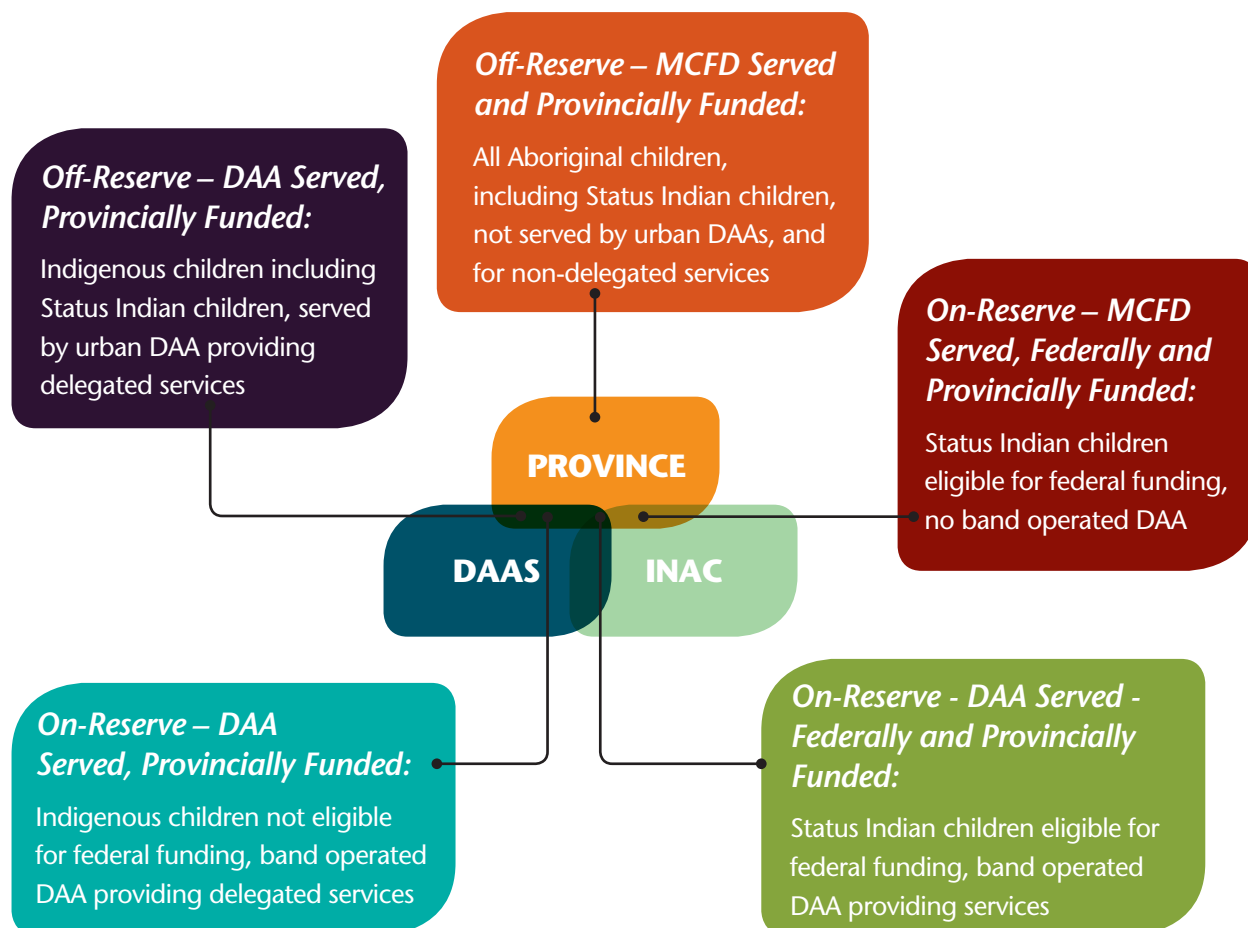 Off-Reserve – MCFD Served
and Provincially Funded:
All Aboriginal children,
including Status Indian children,
not served by urban DAAs, and
for non-delegated services
Off-Reserve – DAA Served,
Provincially Funded:
Indigenous children including
Status Indian children, served
by urban DAA providing
delegated services
On-Reserve – MCFD
Served, Federally and
Provincially Funded:
Status Indian children
eligible for federal funding,
no band operated DAA
PROVINCE
DAAS
INAC
On-Reserve – DAA
Served, Provincially Funded:
Indigenous children not eligible
for federal funding, band operated
DAA providing delegated services
On-Reserve - DAA Served -
Federally and Provincially
Funded:
Status Indian children eligible for
federal funding, band operated
DAA providing services